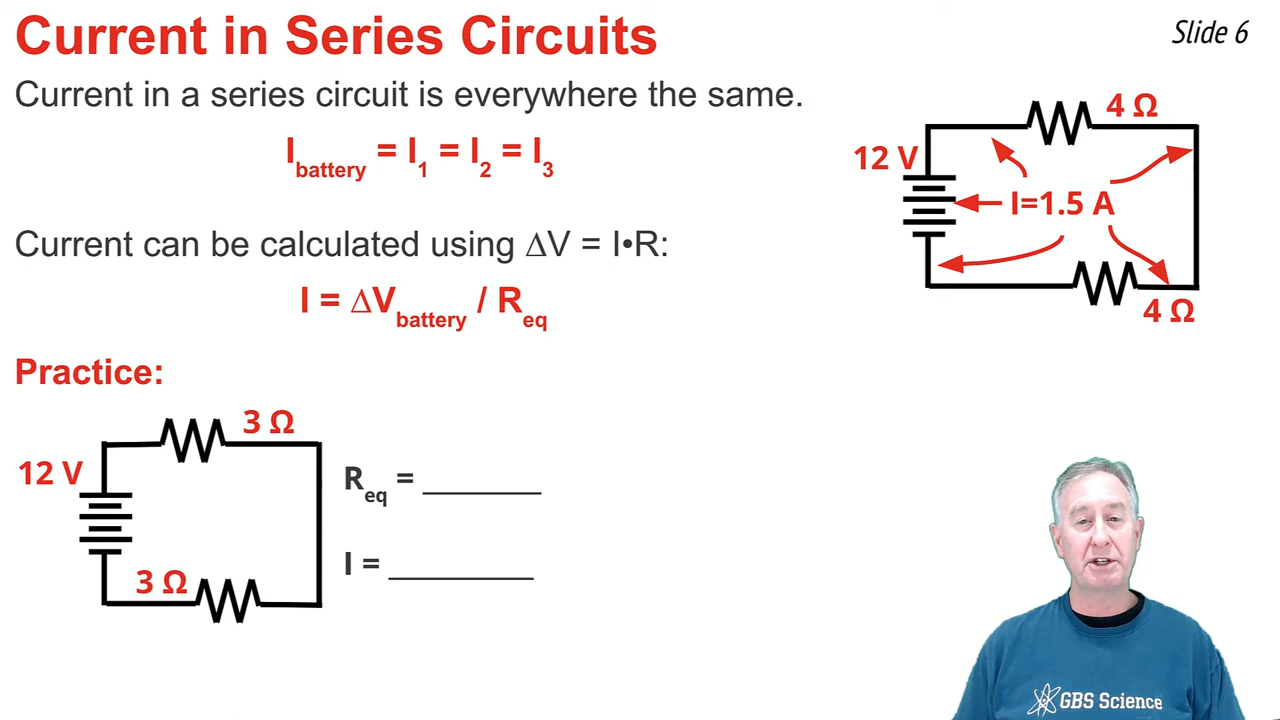 Current in Series Circuits
Slide 6
Current in a series circuit is everywhere the same.
I_battery = I_1 = I_2 = I_3
4 Ω
12 V
I=1.5 A
4 Ω
Current can be calculated using ΔV = I•R:
I = ΔV_battery / R_eq
Practice:
3 Ω
12 V
3 Ω
R_eq = _______
I = _________
GBS Science